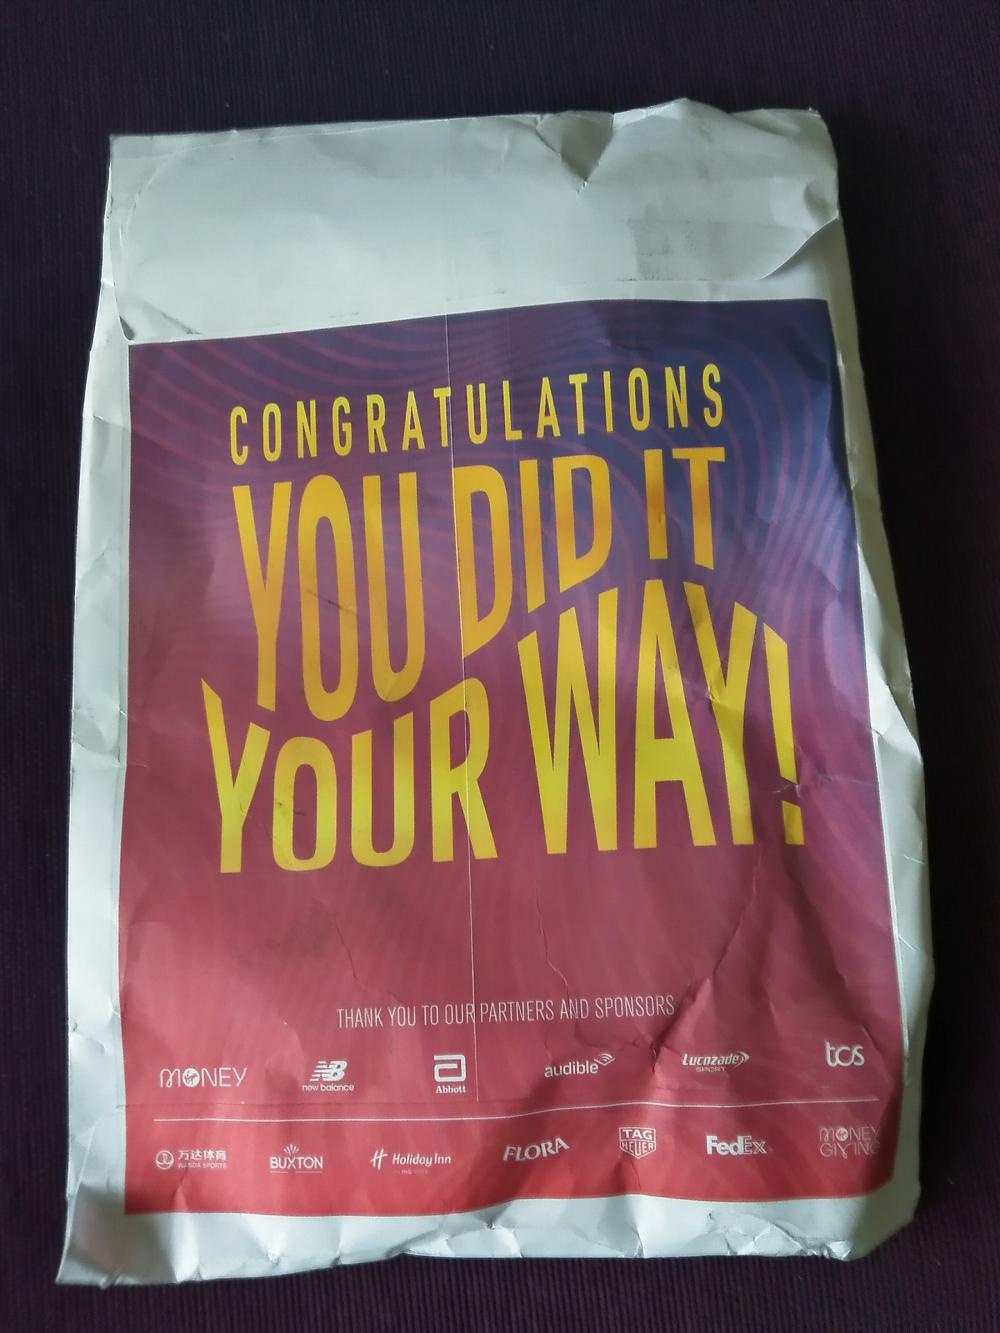 CONGRATULATIONS
YOU DID IT
YOUR WAY!
THANK YOU TO OUR PARTNERS AND SPONSORS
MONEY
new balance
Abbott
audible
Lucozade
SPORT
tcs
万达体育
WANDA SPORTS
BUXTON
Holiday Inn
FLORA
TAG
HEUER
FedEx
MONEY
GIVING